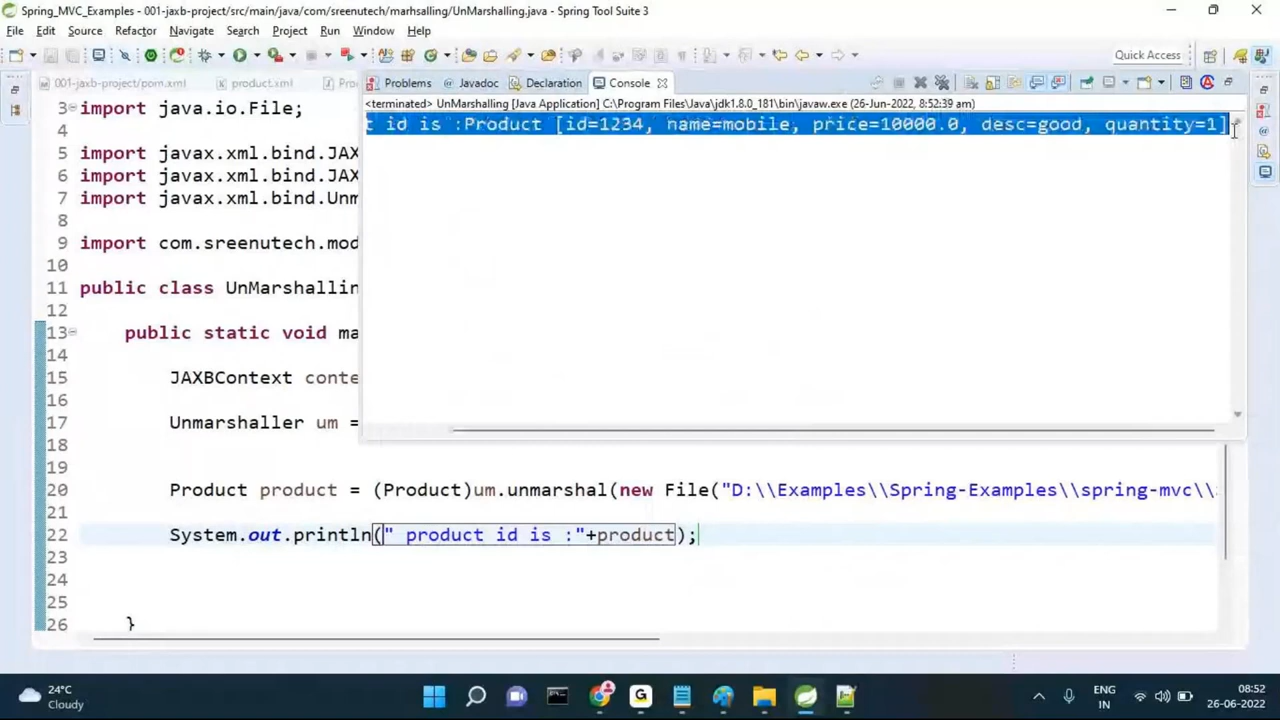 Spring_MVC_Examples - 001-jaxb-project/src/main/java/com/sreenutech/marhsalling/UnMarshalling.java - Spring Tool Suite 3
File Edit Source Refactor Navigate Search Project Run Window Help
Quick Access
001-jaxb-project/pom.xml product.xml Pro Problems Javadoc Declaration Console
<terminated> UnMarshalling [Java Application] C:\Program Files\Java\jdk1.8.0_181\bin\javaw.exe (26-Jun-2022, 8:52:39 am)
t id is :Product [id=1234, name=mobile, price=10000.0, desc=good, quantity=1]
3 import java.io.File;
4
5 import javax.xml.bind.JAX
6 import javax.xml.bind.JAX
7 import javax.xml.bind.Unm
8
9 import com.sreenutech.mod
10
11 public class UnMarshallin
12
13 public static void ma
14
15 JAXBContext conte
16
17 Unmarshaller um =
18
19
20 Product product = (Product)um.unmarshal(new File("D:\\Examples\\Spring-Examples\\spring-mvc\\
21
22 System.out.println(" product id is :"+product);
23
24
25
26 }
24°C
Cloudy
ENG
IN
08:52
26-06-2022